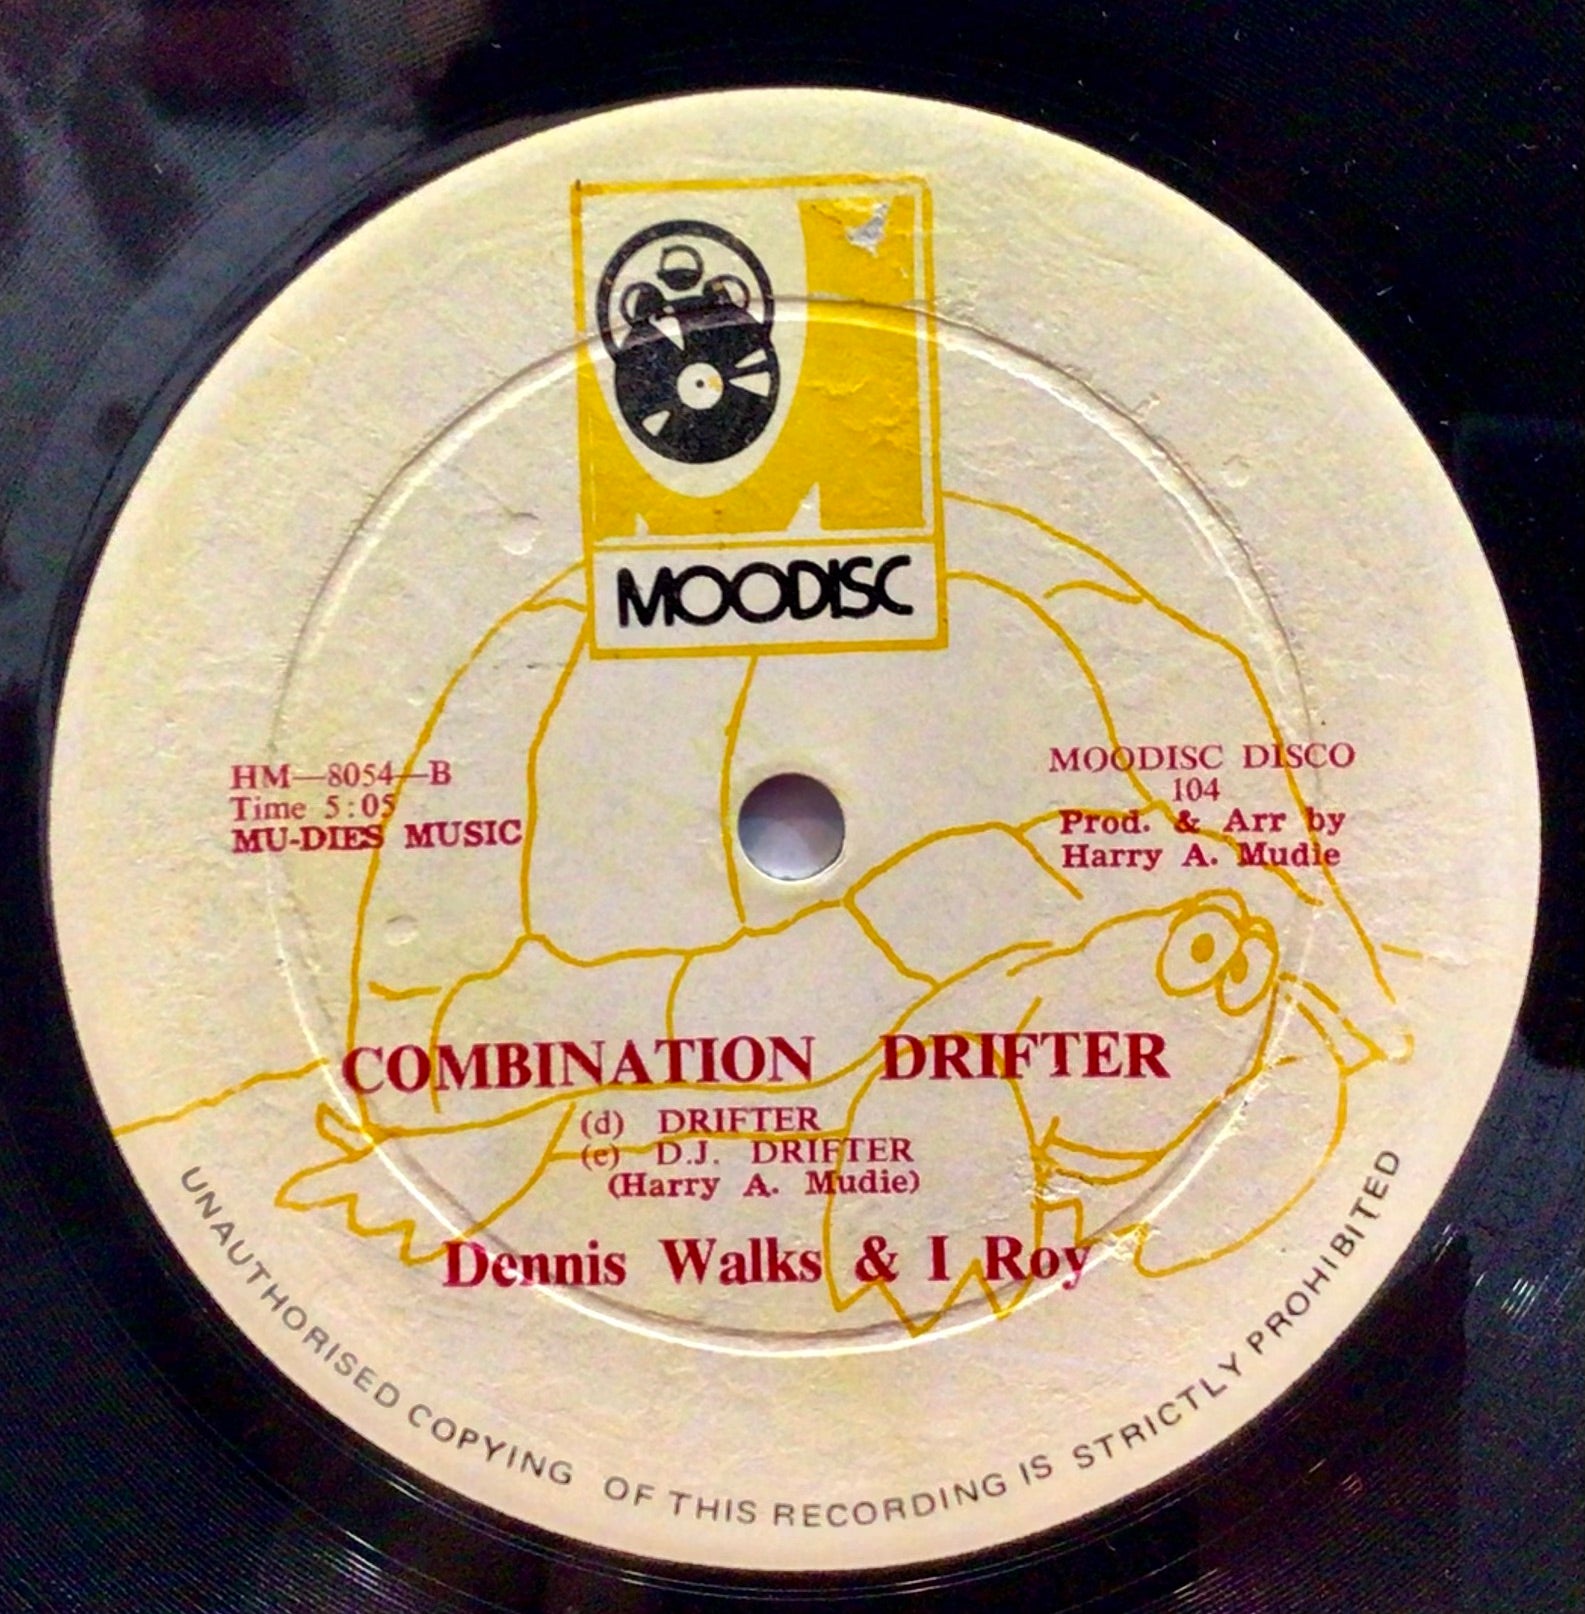 MOODISC
HM—8054—B
Time 5:05
MU-DIES MUSIC
MOODISC DISCO
104
Prod. & Arr by
Harry A. Mudie
COMBINATION DRIFTER
(d) DRIFTER
(e) D.J. DRIFTER
(Harry A. Mudie)
Dennis Walks & I Roy
UNAUTHORISED COPYING OF THIS RECORDING IS STRICTLY PROHIBITED